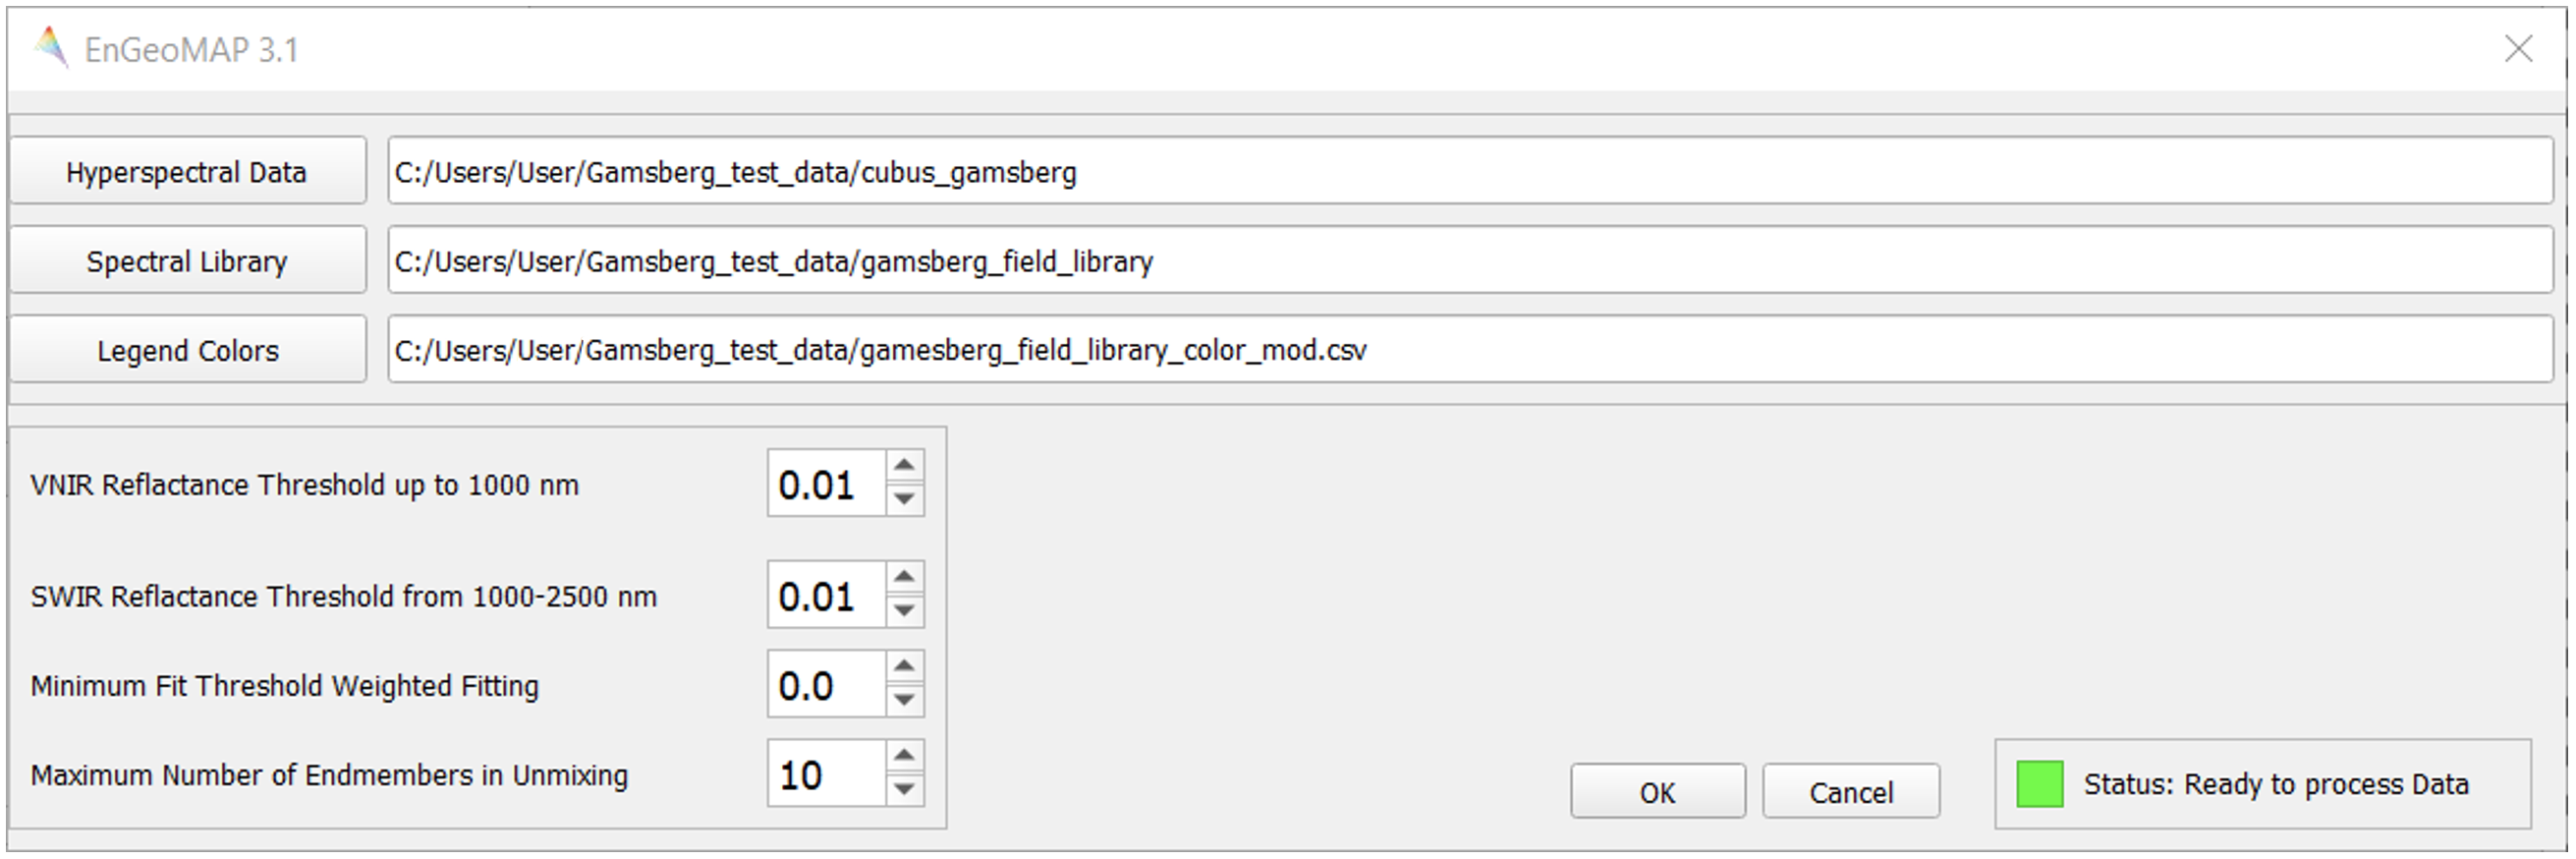 EnGeoMAP 3.1
Hyperspectral Data C:/Users/User/Gamsberg_test_data/cubus_gamsberg
Spectral Library C:/Users/User/Gamsberg_test_data/gamsberg_field_library
Legend Colors C:/Users/User/Gamsberg_test_data/gamesberg_field_library_color_mod.csv
VNIR Reflactance Threshold up to 1000 nm 0.01
SWIR Reflactance Threshold from 1000-2500 nm 0.01
Minimum Fit Threshold Weighted Fitting 0.0
Maximum Number of Endmembers in Unmixing 10
OK Cancel Status: Ready to process Data